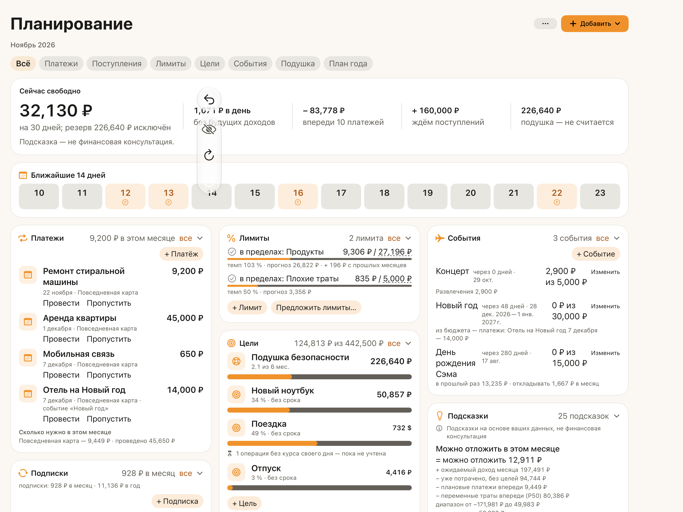 Планирование
Ноябрь 2026
···
+ Добавить
Всё
Платежи
Поступления
Лимиты
Цели
События
Подушка
План года
Сейчас свободно
32,130 ₽
на 30 дней; резерв 226,640 ₽ исключён
Подсказка — не финансовая консультация.
₽ в день
доходов
− 83,778 ₽
впереди 10 платежей
+ 160,000 ₽
ждём поступлений
226,640 ₽
подушка — не считается
Ближайшие 14 дней
10 11 12 13 14 15 16 17 18 19 20 21 22 23
Платежи
9,200 ₽ в этом месяце все
+ Платёж
Ремонт стиральной машины
9,200 ₽
22 ноября · Повседневная карта
Провести Пропустить
Аренда квартиры
45,000 ₽
1 декабря · Повседневная карта
Провести Пропустить
Мобильная связь
650 ₽
7 декабря · Повседневная карта
Провести Пропустить
Отель на Новый год
14,000 ₽
7 декабря · Повседневная карта ·
событие «Новый год»
Провести Пропустить
Сколько нужно в этом месяце
Повседневная карта — 9,449 ₽ · проведено 45,650 ₽
Подписки
928 ₽ в месяц все
подписки: 928 ₽ в месяц · 11,136 ₽ в год
+ Подписка
Лимиты
2 лимита все
в пределах: Продукты
9,306 ₽ / 27,196 ₽
темп 103 % · прогноз 26,822 ₽ · + 196 ₽ с прошлых месяцев
в пределах: Плохие траты
835 ₽ / 5,000 ₽
темп 50 % · прогноз 3,356 ₽
+ Лимит
Предложить лимиты...
Цели
124,813 ₽ из 442,500 ₽ все
Подушка безопасности
2.1 из 6 мес.
226,640 ₽
Новый ноутбук
34 % · без срока
50,857 ₽
Поездка
49 % · без срока
732 $
1 операция без курса своего дня — пока не учтена
Отпуск
3 % · без срока
4,416 ₽
+ Цель
События
3 события все
+ Событие
Концерт
через 0 дней ·
29 окт.
2,900 ₽
из 5,000 ₽
Изменить
Развлечения 2,900 ₽
Новый год
через 48 дней · 28
дек. 2026 – 1 янв.
2027 г.
0 ₽ из
30,000 ₽
Изменить
из бюджета — платежи: Отель на Новый год 7 декабря
— 14,000 ₽
День
рождения
Сэма
через 280 дней ·
17 авг.
0 ₽ из
15,000 ₽
Изменить
в прошлый раз 13,235 ₽ · откладывать 1,667 ₽ в месяц
Подсказки
25 подсказок
Подсказки на основе ваших данных, не финансовая
консультация
Можно отложить в этом месяце
= можно отложить 12,911 ₽
+ ожидаемый доход месяца 197,491 ₽
− уже потрачено, без целей 94,744 ₽
− плановые платежи впереди 9,449 ₽
− переменные траты впереди (P50) 80,386 ₽
диапазон от −171,981 ₽ до 49,983 ₽